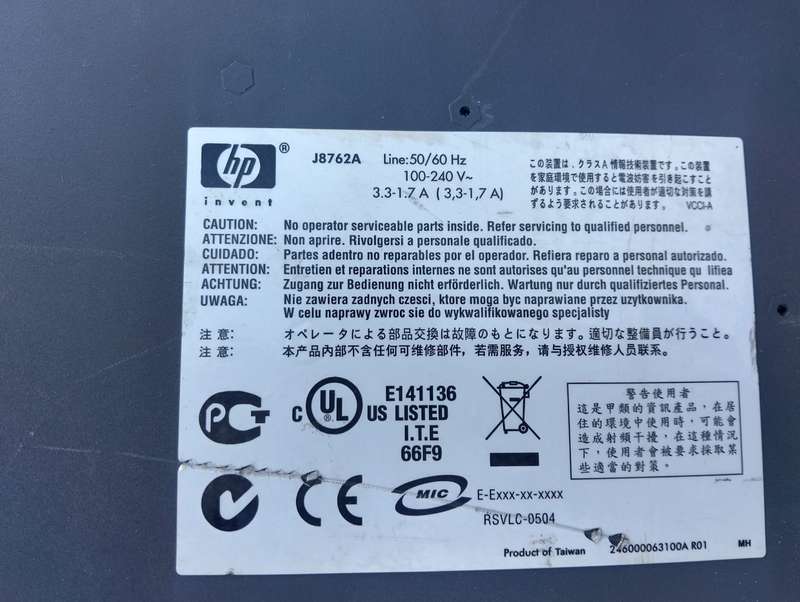 hp ®
invent
J8762A Line:50/60 Hz
100-240 V~
3.3-1.7 A ( 3,3-1,7 A)
この装置は、クラスA情報技術装置です。この装置
を家庭環境で使用すると電波妨害を引き起こすこと
があります。この場合には使用者が適切な対策を講
ずるよう要求されることがあります。 VCCI-A
CAUTION: No operator serviceable parts inside. Refer servicing to qualified personnel.
ATTENZIONE: Non aprire. Rivolgersi a personale qualificado.
CUIDADO: Partes adentro no reparables por el operador. Refiera reparo a personal autorizado.
ATTENTION: Entretien et reparations internes ne sont autorises qu'au personnel technique qu lifiea
ACHTUNG: Zugang zur Bedienung nicht erförderlich. Wartung nur durch qualifiziertes Personal.
UWAGA: Nie zawiera zadnych czesci, ktore moga byc naprawiane przez uzytkownika.
W celu naprawy zwroc sie do wykwalifikowanego specjalisty
注 意: オペレータによる部品交換は故障のもとになります。適切な整備員が行うこと。
注 意: 本产品内部不含任何可维修部件，若需服务，请与授权维修人员联系。
PCT
C UL ® US LISTED
E141136
I.T.E
66F9
警告使用者
這是甲類的資訊產品，在居
住的環境中使用時，可能會
造成射頻干擾，在這種情況
下，使用者會被要求採取某
些適當的對策。
CE
MIC
E-Exxx-xx-xxxx
RSVLC-0504
Product of Taiwan 246000063100A R01 MH